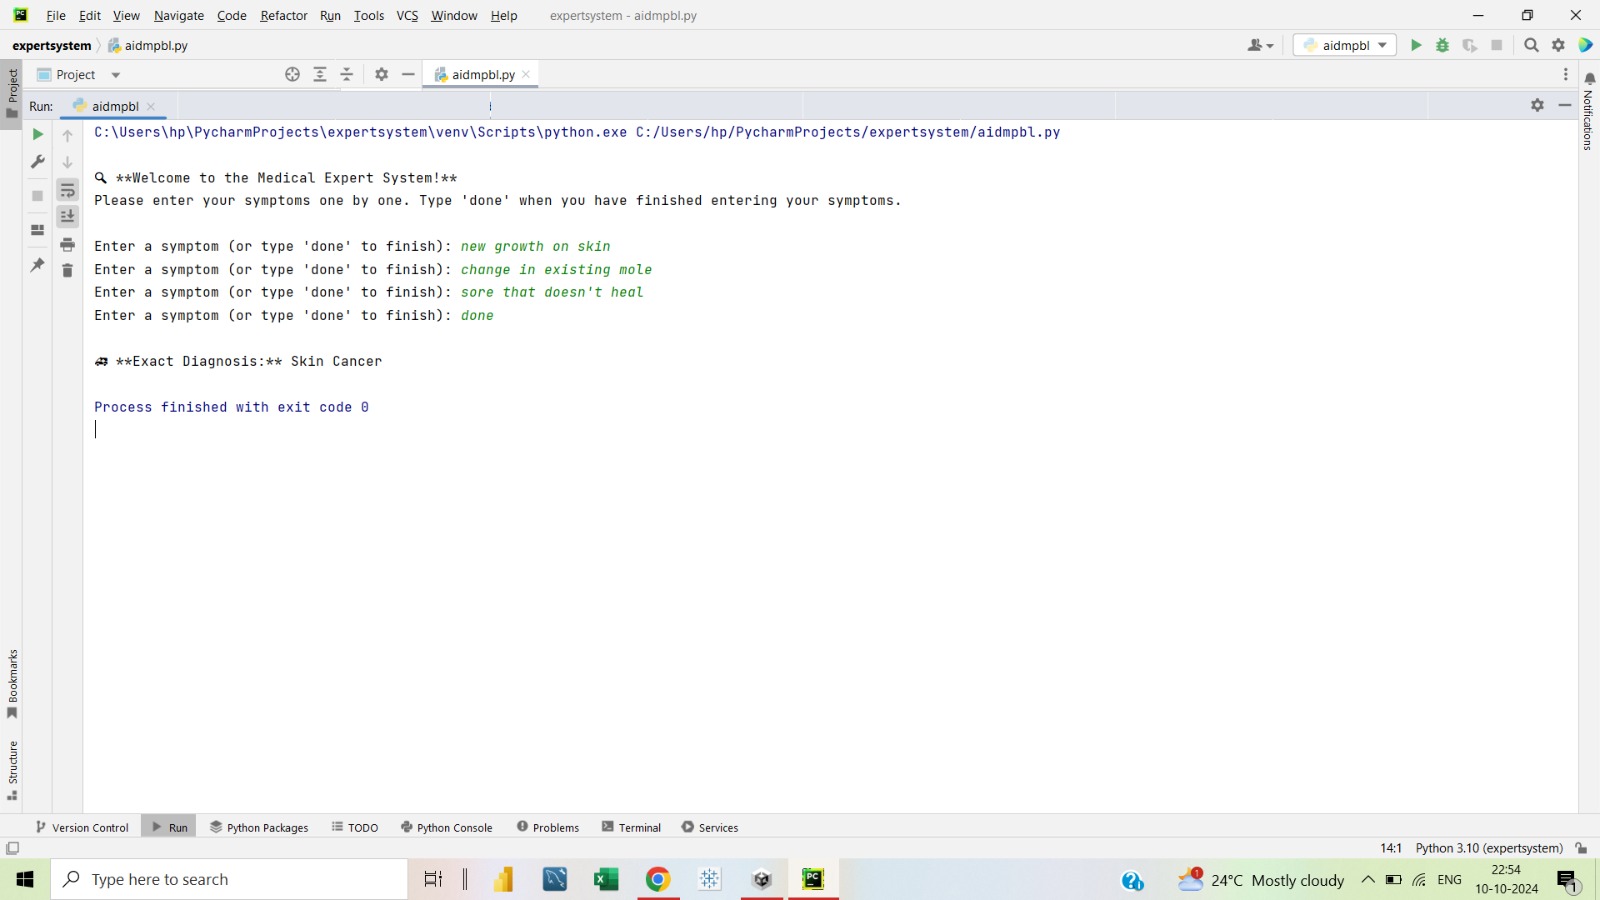 File Edit View Navigate Code Refactor Run Tools VCS Window Help expertsystem - aidmpbl.py
expertsystem aidmpbl.py aidmpbl
Project aidmpbl.py
Run: aidmpbl
C:\Users\hp\PycharmProjects\expertsystem\venv\Scripts\python.exe C:/Users/hp/PycharmProjects/expertsystem/aidmpbl.py
**Welcome to the Medical Expert System!**
Please enter your symptoms one by one. Type 'done' when you have finished entering your symptoms.
Enter a symptom (or type 'done' to finish): new growth on skin
Enter a symptom (or type 'done' to finish): change in existing mole
Enter a symptom (or type 'done' to finish): sore that doesn't heal
Enter a symptom (or type 'done' to finish): done
**Exact Diagnosis:** Skin Cancer
Process finished with exit code 0
Project
Bookmarks
Structure
Notifications
Version Control Run Python Packages TODO Python Console Problems Terminal Services
14:1 Python 3.10 (expertsystem)
Type here to search
1 24°C Mostly cloudy ENG 22:54
10-10-2024
1